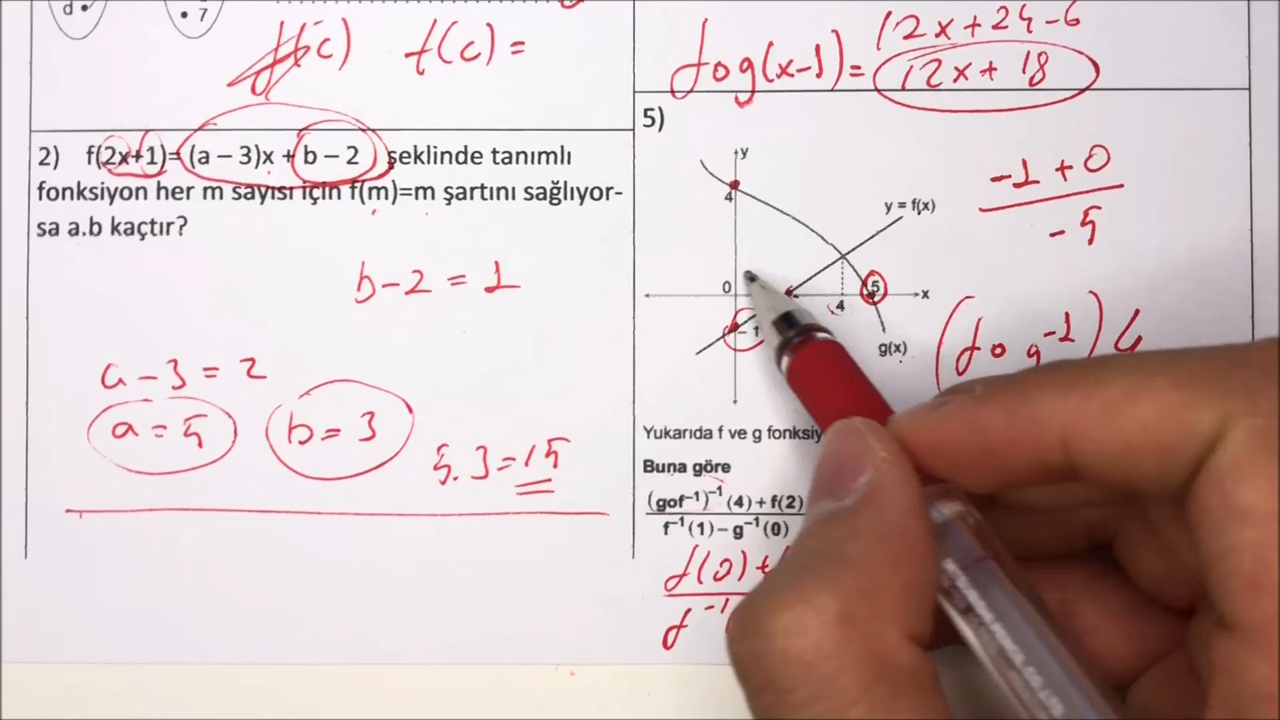 d
7
f(c) f(c) =
2) f(2x+1)= (a – 3)x + b – 2 şeklinde tanımlı
fonksiyon her m sayısı için f(m)=m şartını sağlıyor-
sa a.b kaçtır?
b-2 = 1
a-3 = 2
a = 5 b = 3
5.3=15
12x+24-6
fog(x-1) = 12x+ 18
5)
y
4
y = f(x)
-1 + 0
-5
0
4
5
x
-1
g(x)
(fog⁻¹) 4
Yukarıda f ve g
Buna göre
(gof⁻¹)⁻¹ (4) + f(2)
f⁻¹(1) – g⁻¹(0)
f(0) +
f⁻¹